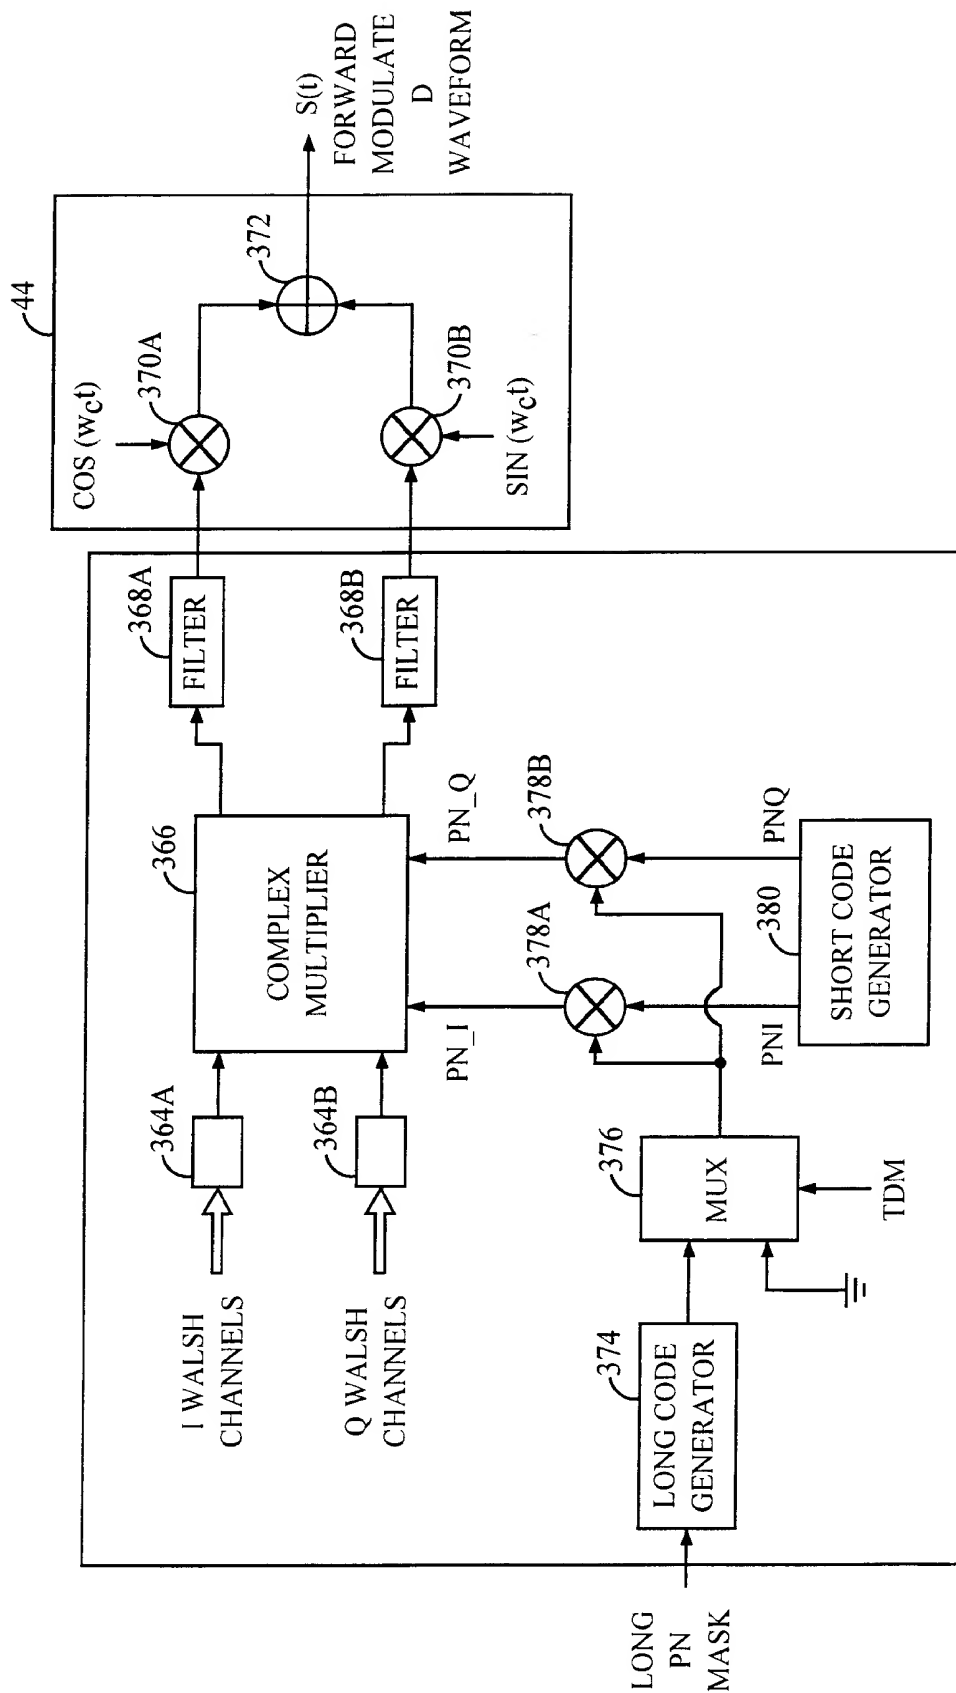 44
COS (wct)
370A
372
S(t)
FORWARD
MODULATE
D
WAVEFORM
SIN (wct)
370B
I WALSH
CHANNELS
364A
366
COMPLEX
MULTIPLIER
368A
FILTER
Q WALSH
CHANNELS
364B
368B
FILTER
PN_I
PN_Q
378A
378B
LONG
PN
MASK
374
LONG CODE
GENERATOR
376
MUX
TDM
PNI
PNQ
380
SHORT CODE
GENERATOR